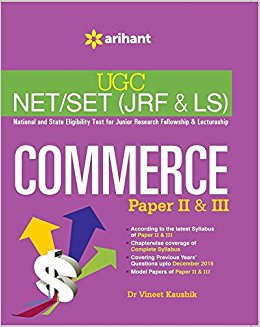 arihant
UGC
NET/SET (JRF & LS)
National and State Eligibility Test for Junior Research Fellowship & Lectureship
COMMERCE
Paper II & III
According to the latest Syllabus
of Paper II & III
Chapterwise coverage of
Complete Syllabus
Covering Previous Years'
Questions upto December 2015
Model Papers of Paper II & III
Dr Vineet Kaushik
$